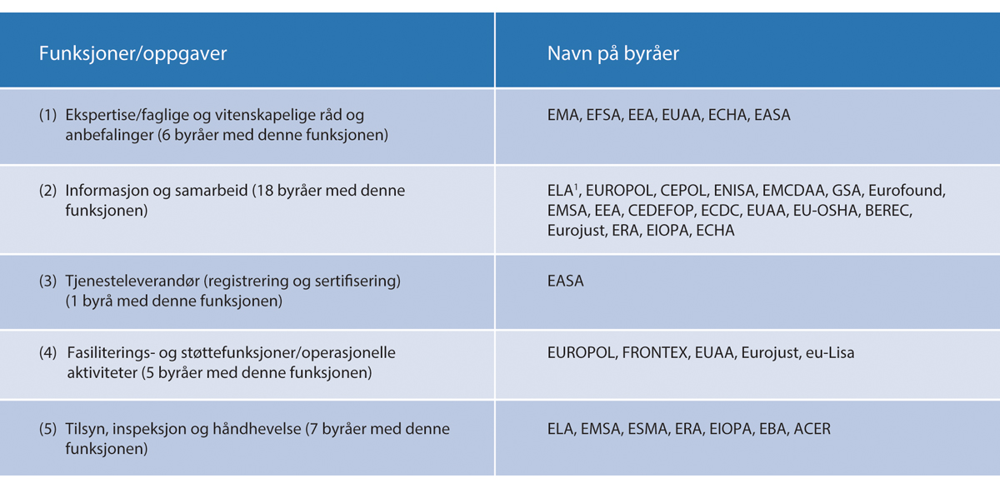 Funksjoner/oppgaver
Navn på byråer
(1) Ekspertise/faglige og vitenskapelige råd og
anbefalinger (6 byråer med denne funksjonen)
EMA, EFSA, EEA, EUAA, ECHA, EASA
(2) Informasjon og samarbeid (18 byråer med denne
funksjonen)
ELA¹, EUROPOL, CEPOL, ENISA, EMCDAA, GSA, Eurofound,
EMSA, EEA, CEDEFOP, ECDC, EUAA, EU-OSHA, BEREC,
Eurojust, ERA, EIOPA, ECHA
(3) Tjenesteleverandør (registrering og sertifisering)
(1 byrå med denne funksjonen)
EASA
(4) Fasiliterings- og støttefunksjoner/operasjonelle
aktiviteter (5 byråer med denne funksjonen)
EUROPOL, FRONTEX, EUAA, Eurojust, eu-Lisa
(5) Tilsyn, inspeksjon og håndhevelse (7 byråer med denne
funksjonen)
ELA, EMSA, ESMA, ERA, EIOPA, EBA, ACER